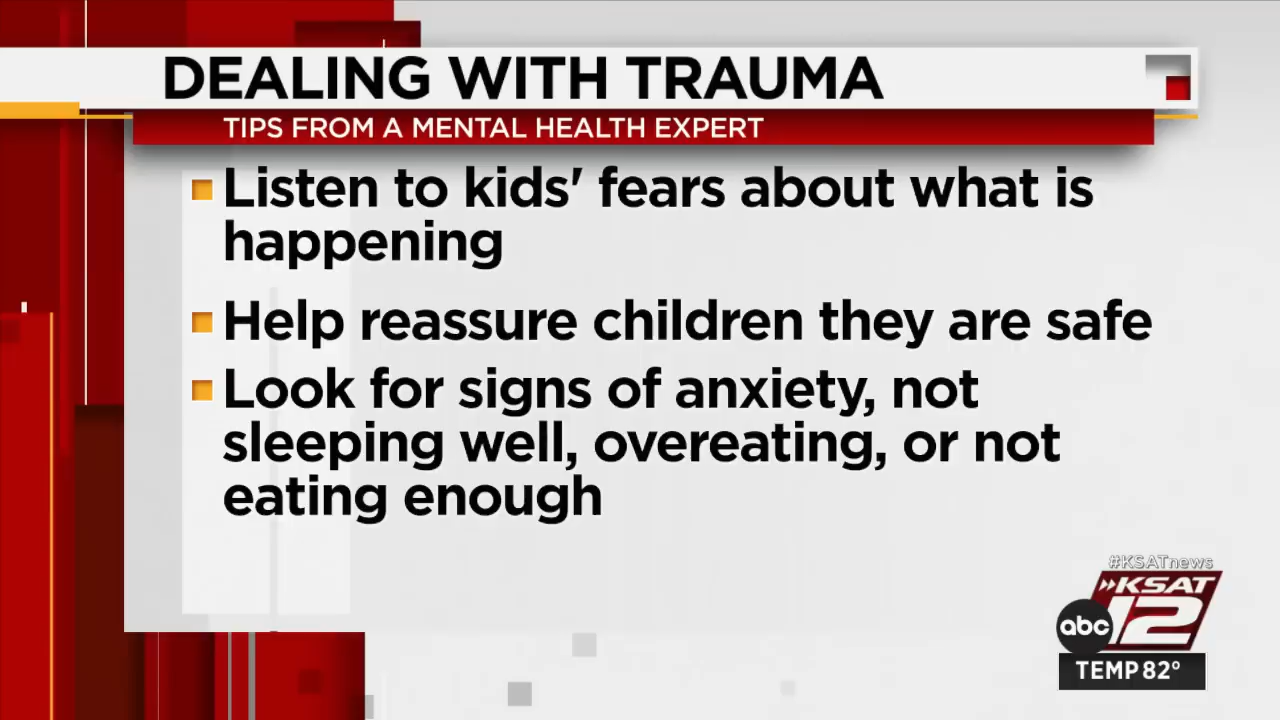 DEALING WITH TRAUMA
TIPS FROM A MENTAL HEALTH EXPERT
Listen to kids' fears about what is
happening
Help reassure children they are safe
Look for signs of anxiety, not
sleeping well, overeating, or not
eating enough
#KSATnews
KSAT
abc 12
TEMP 82°